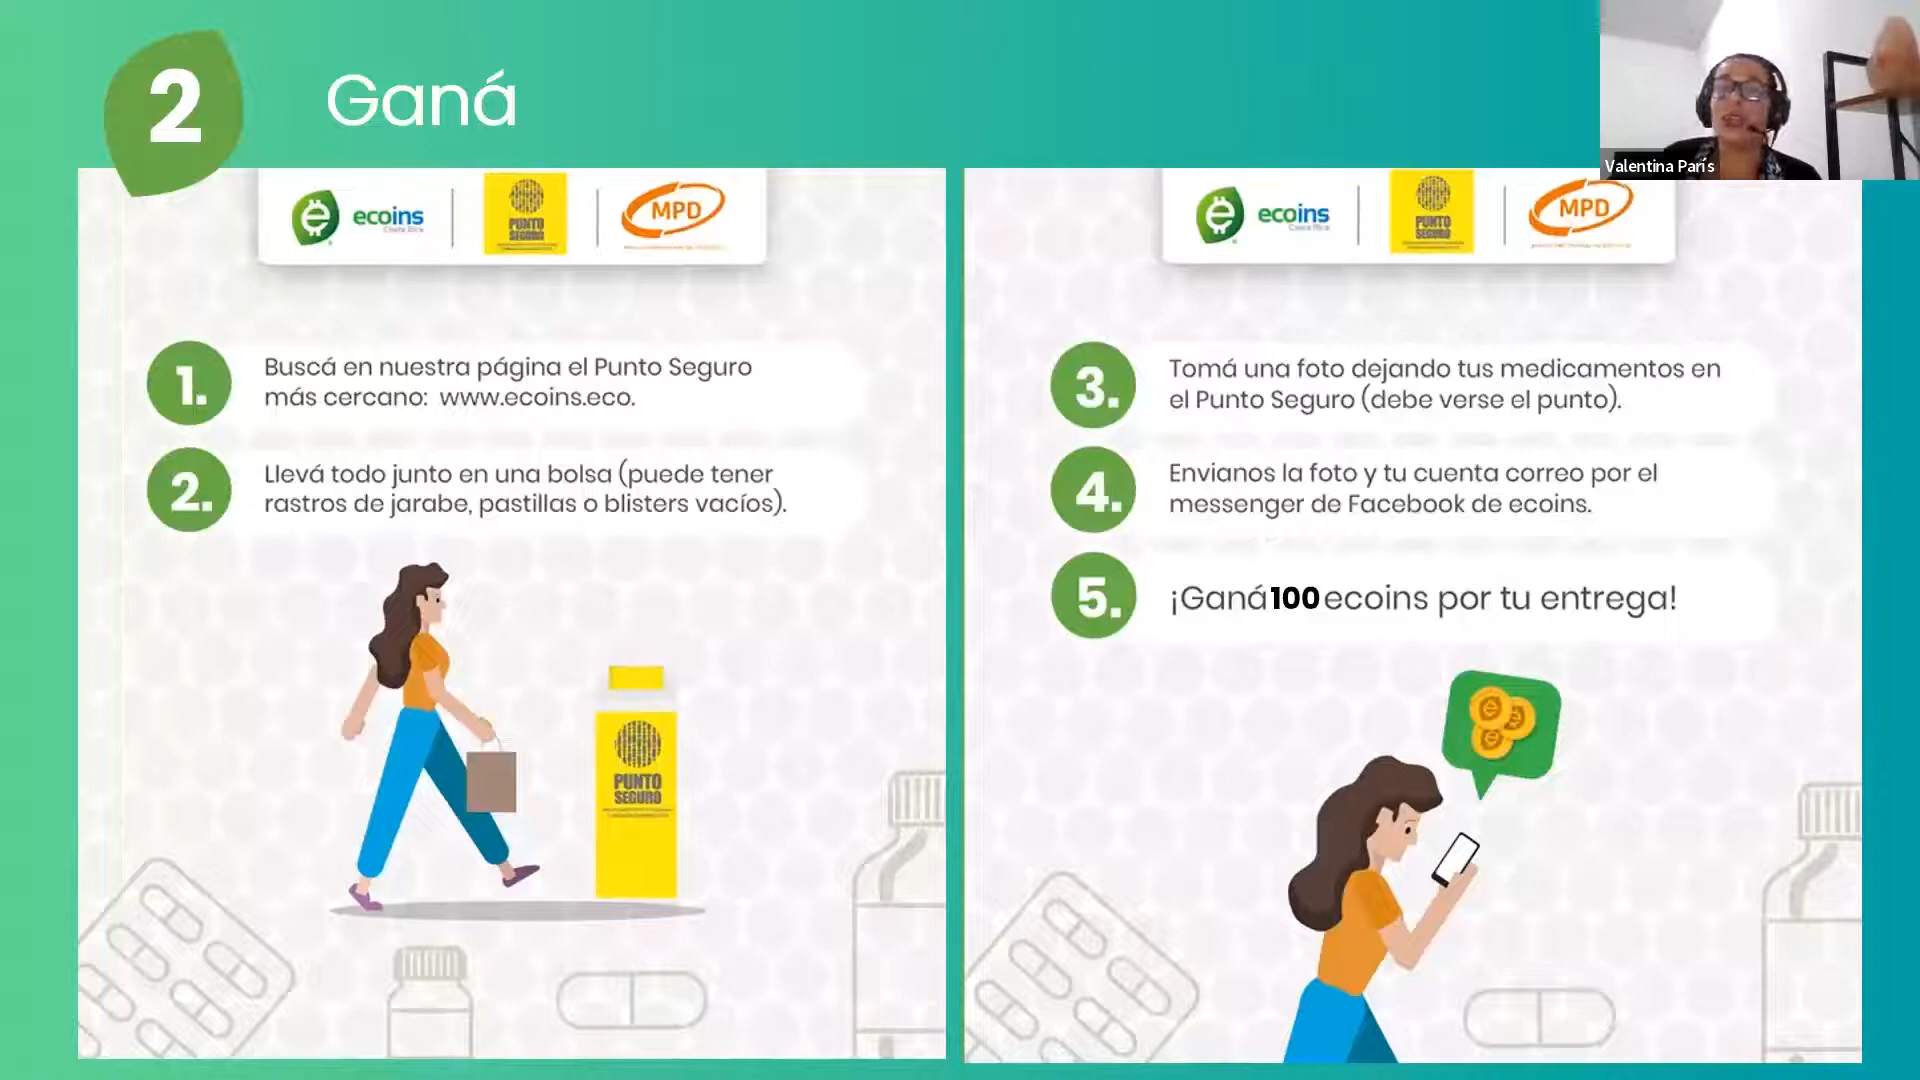 2
Ganá
Valentina París
ecoins
Costa Rica
PUNTO
SEGURO
MPD
ecoins
Costa Rica
PUNTO
SEGURO
MPD
1.
Buscá en nuestra página el Punto Seguro
más cercano: www.ecoins.eco.
2.
Llevá todo junto en una bolsa (puede tener
rastros de jarabe, pastillas o blisters vacíos).
PUNTO
SEGURO
3.
Tomá una foto dejando tus medicamentos en
el Punto Seguro (debe verse el punto).
4.
Envianos la foto y tu cuenta correo por el
messenger de Facebook de ecoins.
5.
¡Ganá 100 ecoins por tu entrega!